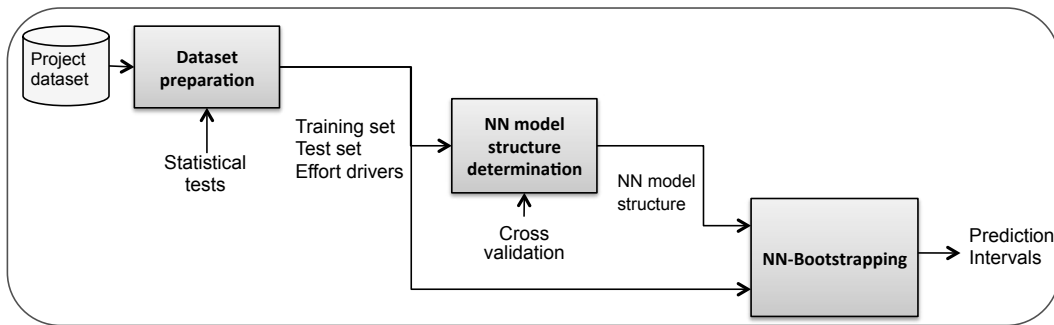 Project
dataset
Dataset
preparation
Statistical
tests
Training set
Test set
Effort drivers
NN model
structure
determination
Cross
validation
NN model
structure
NN-Bootstrapping
Prediction
Intervals